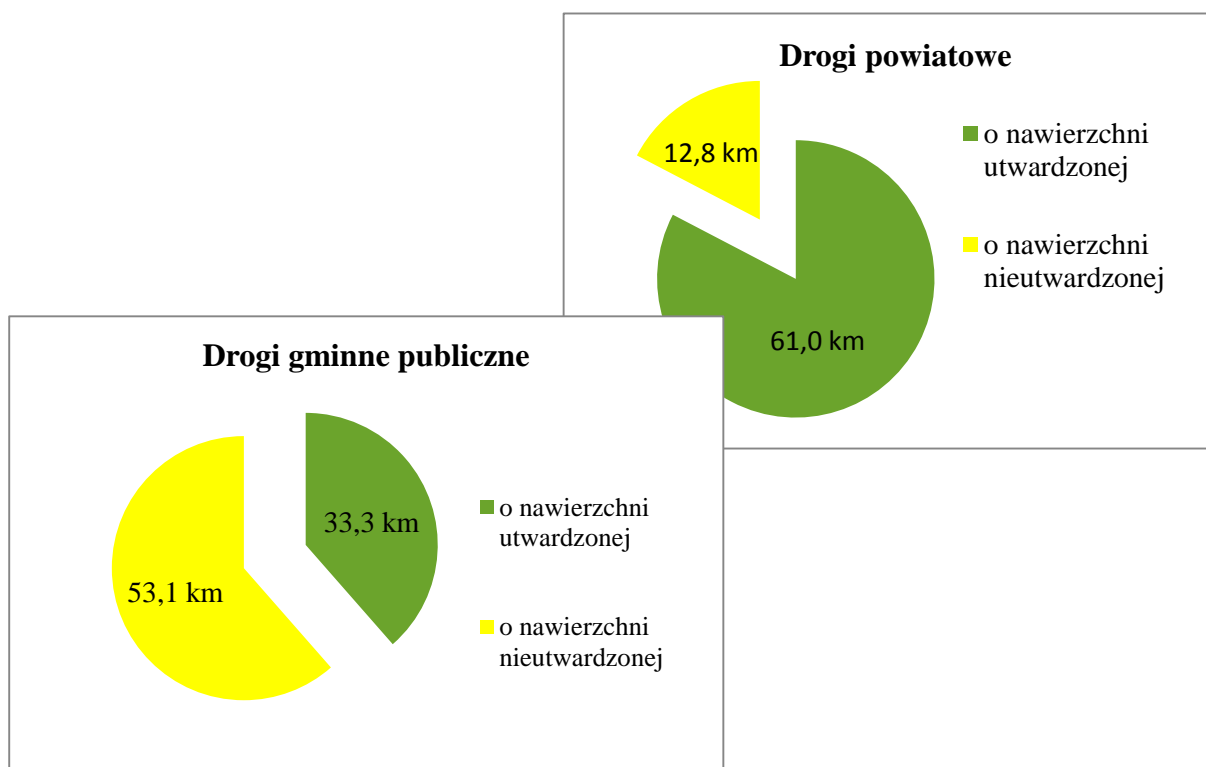 Drogi powiatowe
12,8 km
61,0 km
o nawierzchni
utwardzonej
o nawierzchni
nieutwardzonej
Drogi gminne publiczne
33,3 km
53,1 km
o nawierzchni
utwardzonej
o nawierzchni
nieutwardzonej